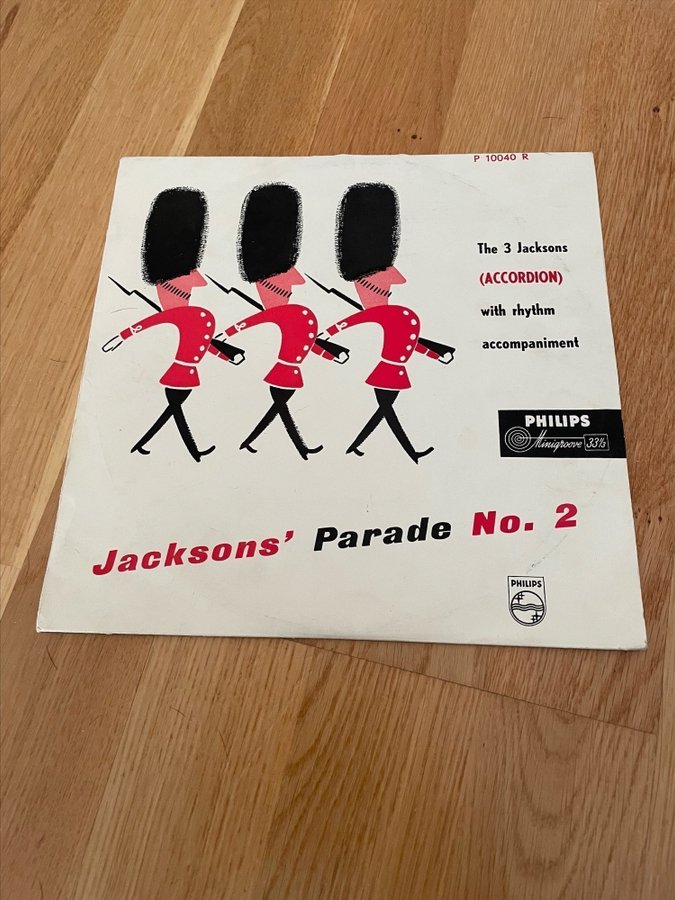 P 10040 R
The 3 Jacksons
(ACCORDION)
with rhythm
accompaniment
PHILIPS
Minigroove 33⅓
Jacksons' Parade No. 2
PHILIPS